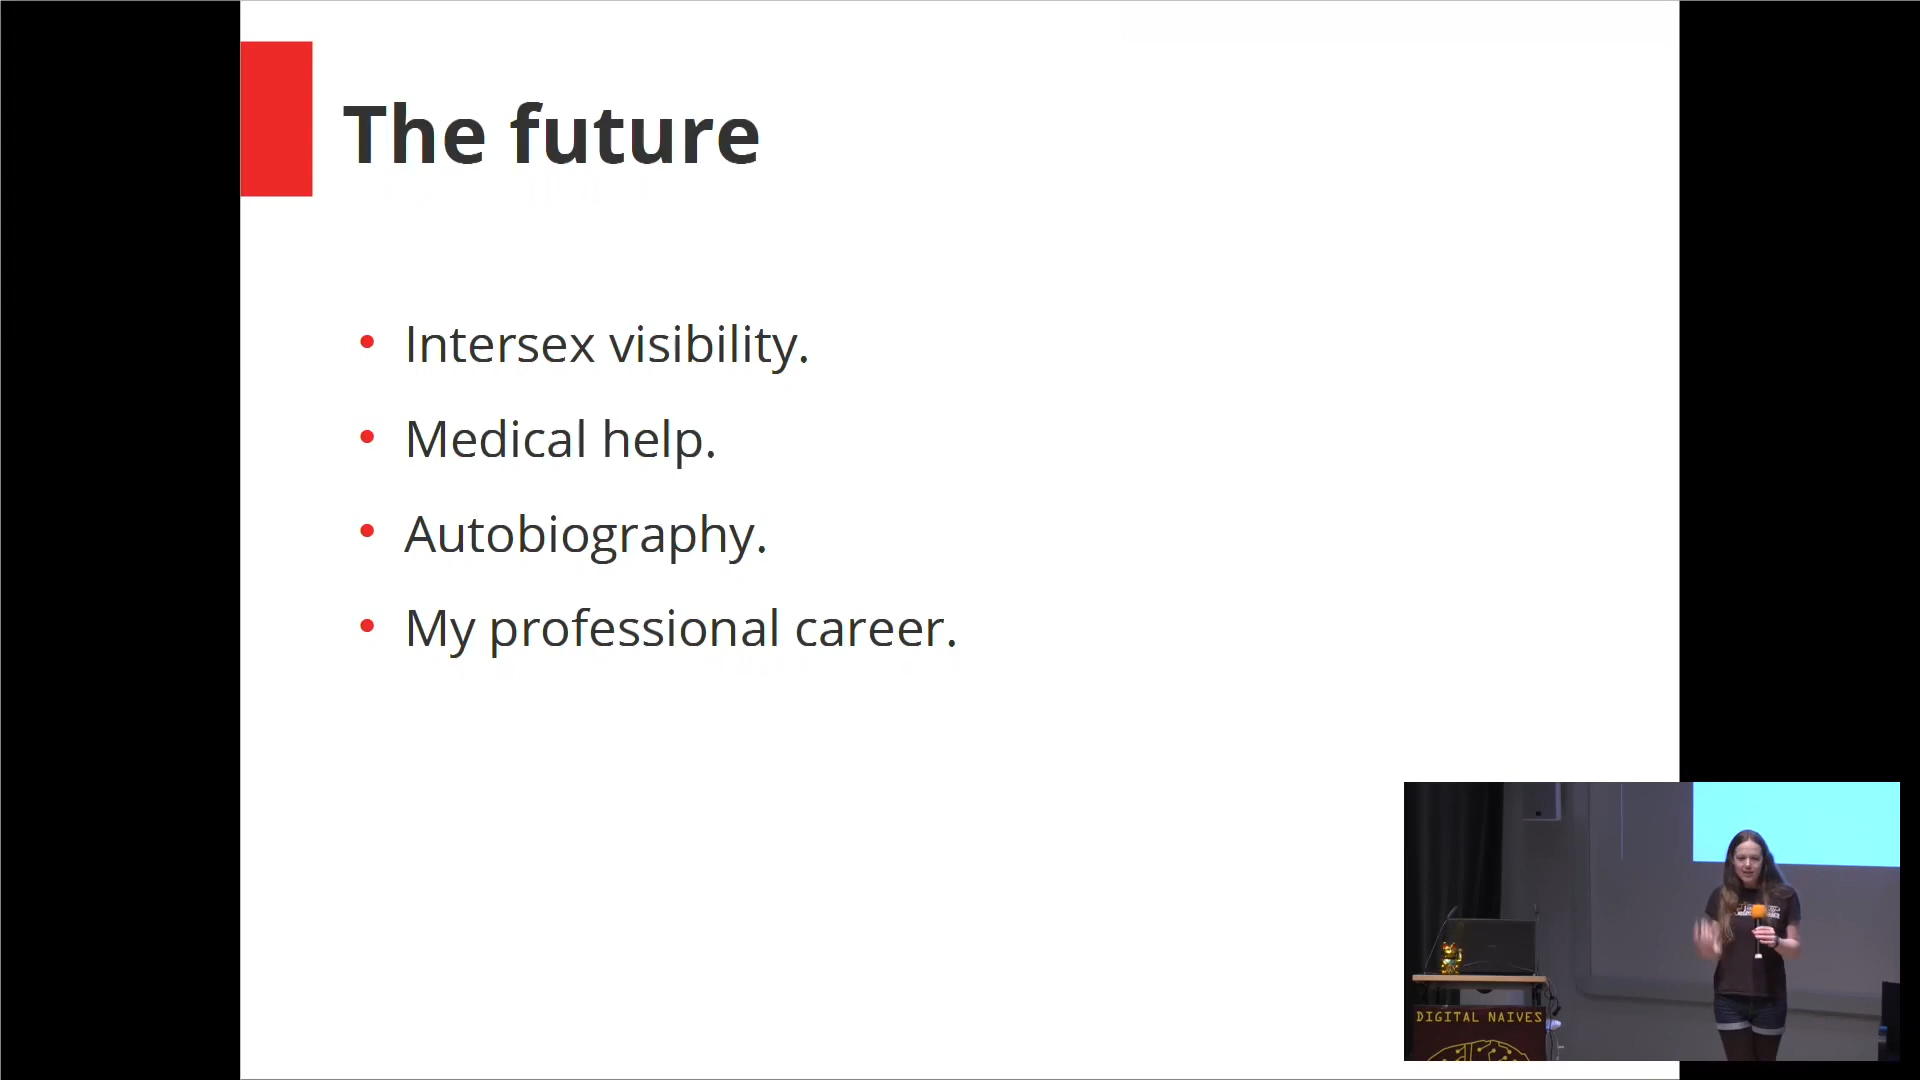 The future
Intersex visibility.
Medical help.
Autobiography.
My professional career.
DIGITAL NAIVES